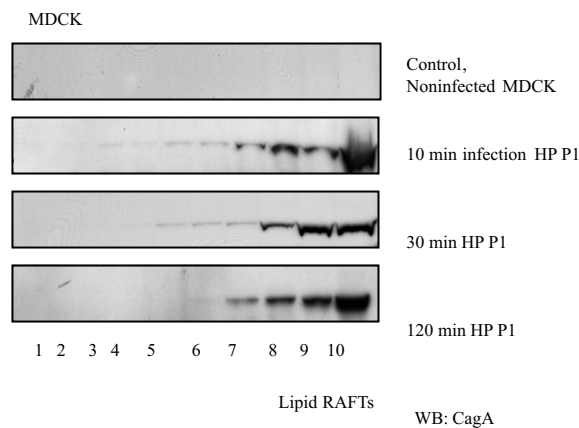 MDCK
Control,
Noninfected MDCK
10 min infection HP P1
30 min HP P1
120 min HP P1
1 2 3 4 5 6 7 8 9 10
Lipid RAFTs
WB: CagA